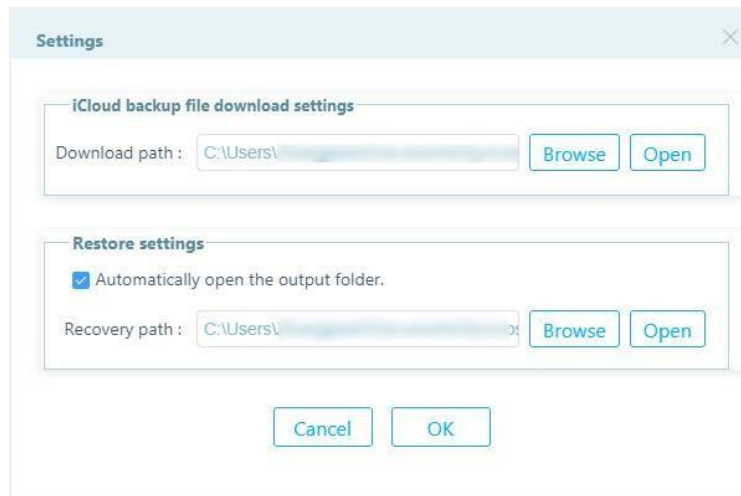 Settings
iCloud backup file download settings
Download path : C:\Users\ Browse Open
Restore settings
Automatically open the output folder.
Recovery path : C:\Users\ Browse Open
Cancel OK